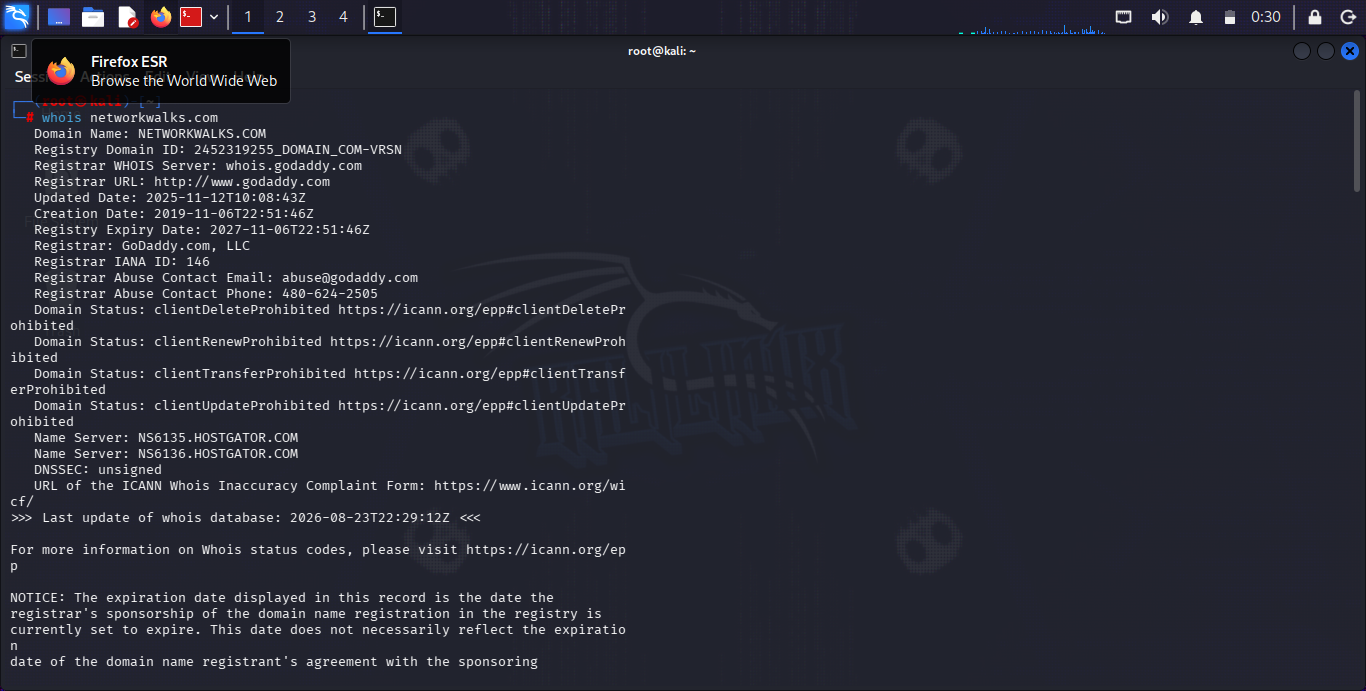 1 2 3 4
0:30
root@kali: ~
Firefox ESR
Browse the World Wide Web
Session Actions Edit View Help
(root㉿kali)-[~]
# whois networkwalks.com
Domain Name: NETWORKWALKS.COM
Registry Domain ID: 2452319255_DOMAIN_COM-VRSN
Registrar WHOIS Server: whois.godaddy.com
Registrar URL: http://www.godaddy.com
Updated Date: 2025-11-12T10:08:43Z
Creation Date: 2019-11-06T22:51:46Z
Registry Expiry Date: 2027-11-06T22:51:46Z
Registrar: GoDaddy.com, LLC
Registrar IANA ID: 146
Registrar Abuse Contact Email: abuse@godaddy.com
Registrar Abuse Contact Phone: 480-624-2505
Domain Status: clientDeleteProhibited https://icann.org/epp#clientDeletePr
ohibited
Domain Status: clientRenewProhibited https://icann.org/epp#clientRenewProh
ibited
Domain Status: clientTransferProhibited https://icann.org/epp#clientTransf
erProhibited
Domain Status: clientUpdateProhibited https://icann.org/epp#clientUpdatePr
ohibited
Name Server: NS6135.HOSTGATOR.COM
Name Server: NS6136.HOSTGATOR.COM
DNSSEC: unsigned
URL of the ICANN Whois Inaccuracy Complaint Form: https://www.icann.org/wi
cf/
>>> Last update of whois database: 2026-08-23T22:29:12Z <<<
For more information on Whois status codes, please visit https://icann.org/ep
p
NOTICE: The expiration date displayed in this record is the date the
registrar's sponsorship of the domain name registration in the registry is
currently set to expire. This date does not necessarily reflect the expiratio
n
date of the domain name registrant's agreement with the sponsoring
KALI LINUX